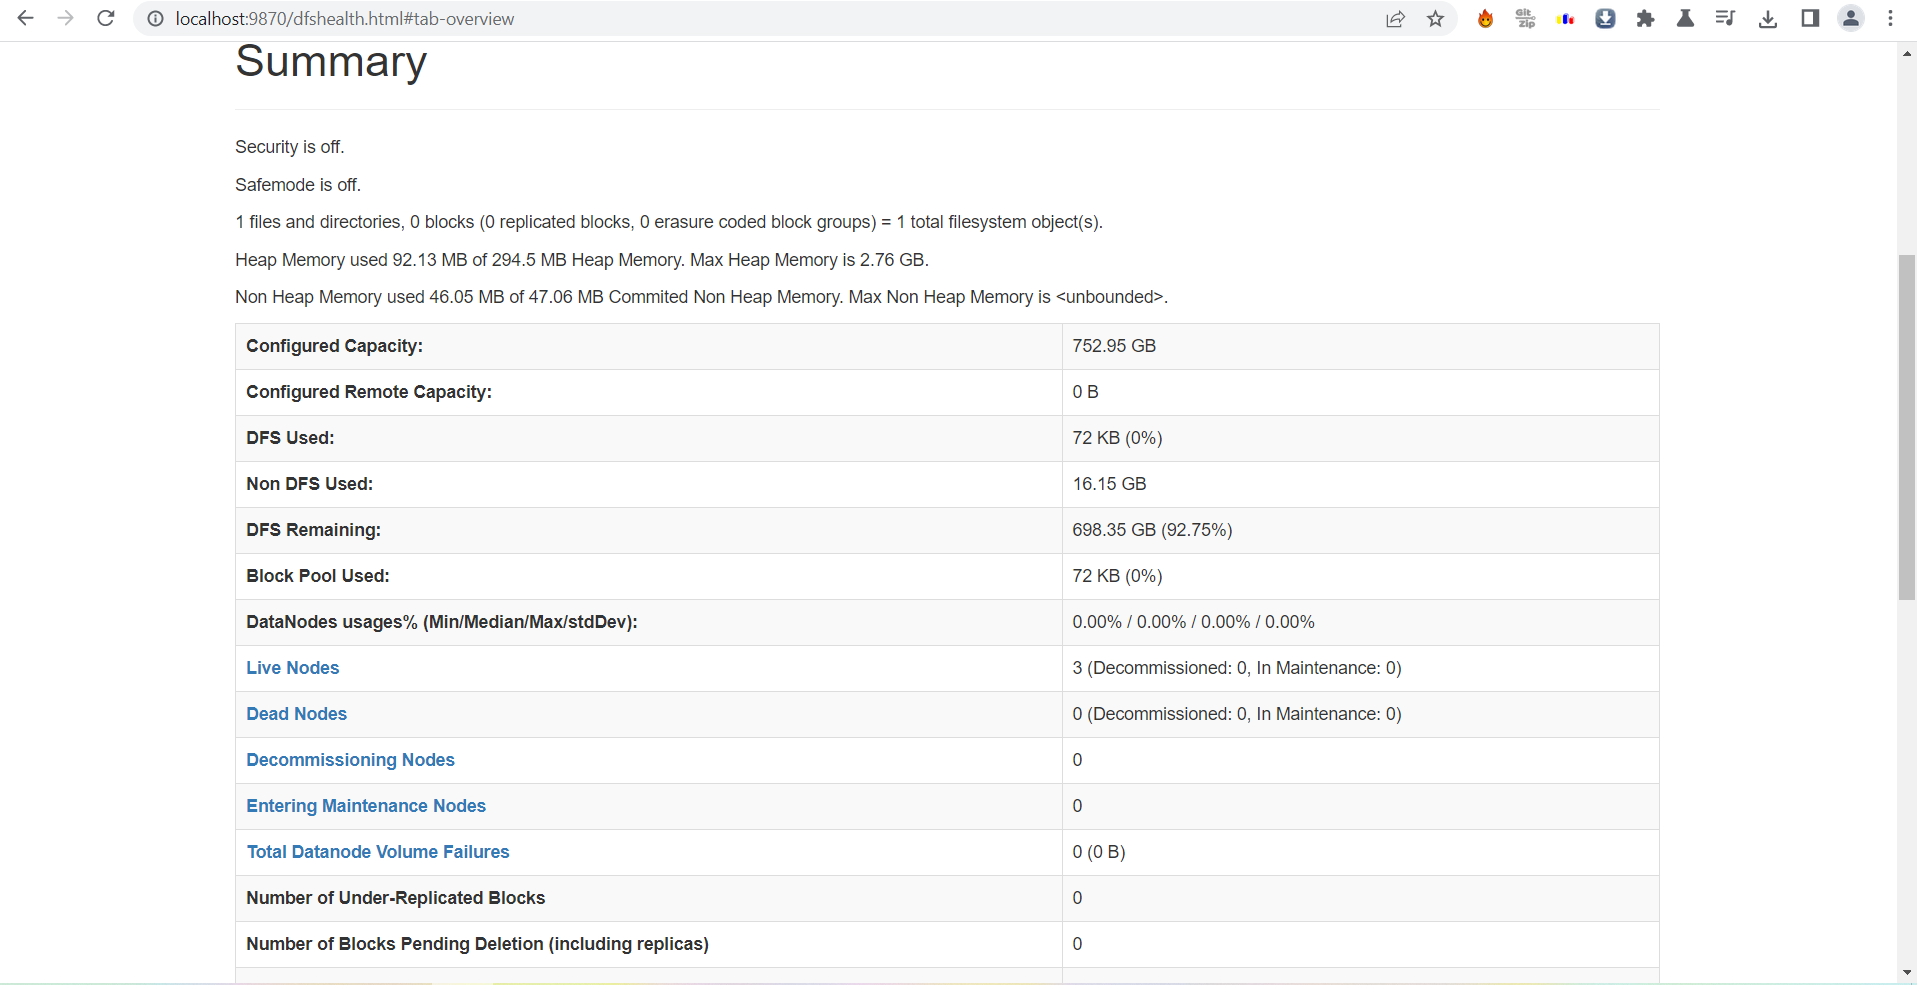 localhost:9870/dfshealth.html#tab-overview
Git
Zip
Summary
Security is off.
Safemode is off.
1 files and directories, 0 blocks (0 replicated blocks, 0 erasure coded block groups) = 1 total filesystem object(s).
Heap Memory used 92.13 MB of 294.5 MB Heap Memory. Max Heap Memory is 2.76 GB.
Non Heap Memory used 46.05 MB of 47.06 MB Commited Non Heap Memory. Max Non Heap Memory is <unbounded>.
Configured Capacity: 752.95 GB
Configured Remote Capacity: 0 B
DFS Used: 72 KB (0%)
Non DFS Used: 16.15 GB
DFS Remaining: 698.35 GB (92.75%)
Block Pool Used: 72 KB (0%)
DataNodes usages% (Min/Median/Max/stdDev): 0.00% / 0.00% / 0.00% / 0.00%
Live Nodes 3 (Decommissioned: 0, In Maintenance: 0)
Dead Nodes 0 (Decommissioned: 0, In Maintenance: 0)
Decommissioning Nodes 0
Entering Maintenance Nodes 0
Total Datanode Volume Failures 0 (0 B)
Number of Under-Replicated Blocks 0
Number of Blocks Pending Deletion (including replicas) 0